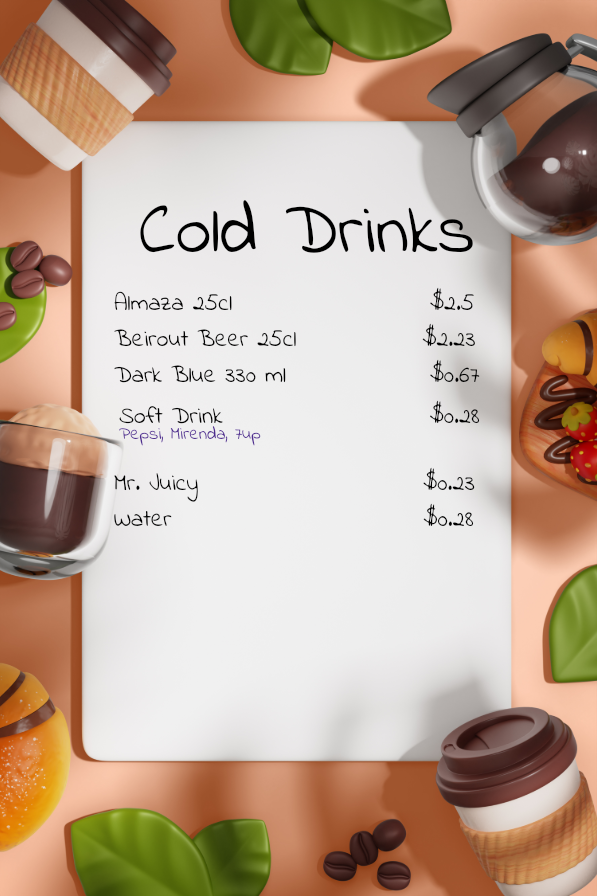 Cold Drinks
Almaza 25cl $2.5
Beirout Beer 25cl $2.23
Dark Blue 330 ml $0.67
Soft Drink $0.28
Pepsi, Mirenda, 7up
Mr. Juicy $0.23
Water $0.28